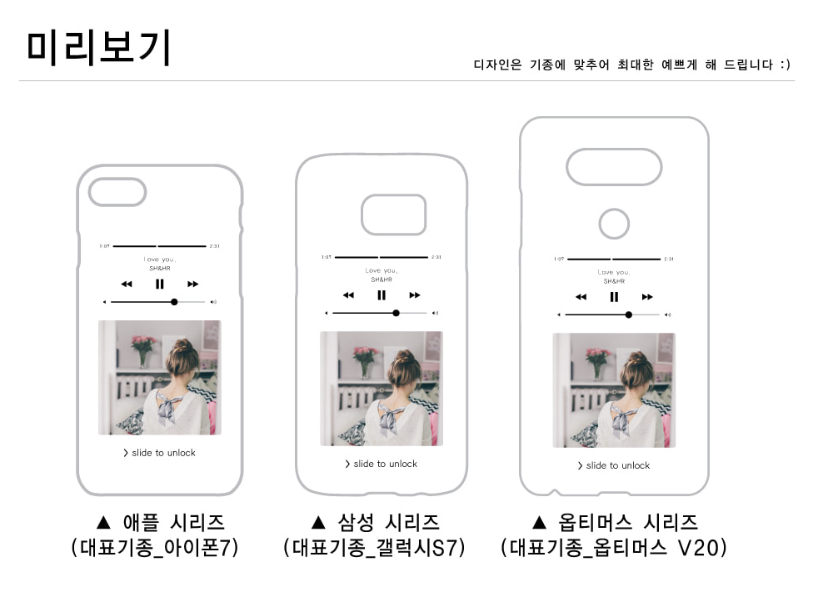 미리보기
디자인은 기종에 맞추어 최대한 예쁘게 해 드립니다 :)
1:07 2:31
I love you,
SH&HR
slide to unlock
1:07 2:31
I love you,
SH&HR
slide to unlock
1:07 2:31
I love you,
SH&HR
slide to unlock
▲ 애플 시리즈
(대표기종_아이폰7)
▲ 삼성 시리즈
(대표기종_갤럭시S7)
▲ 옵티머스 시리즈
(대표기종_옵티머스 V20)